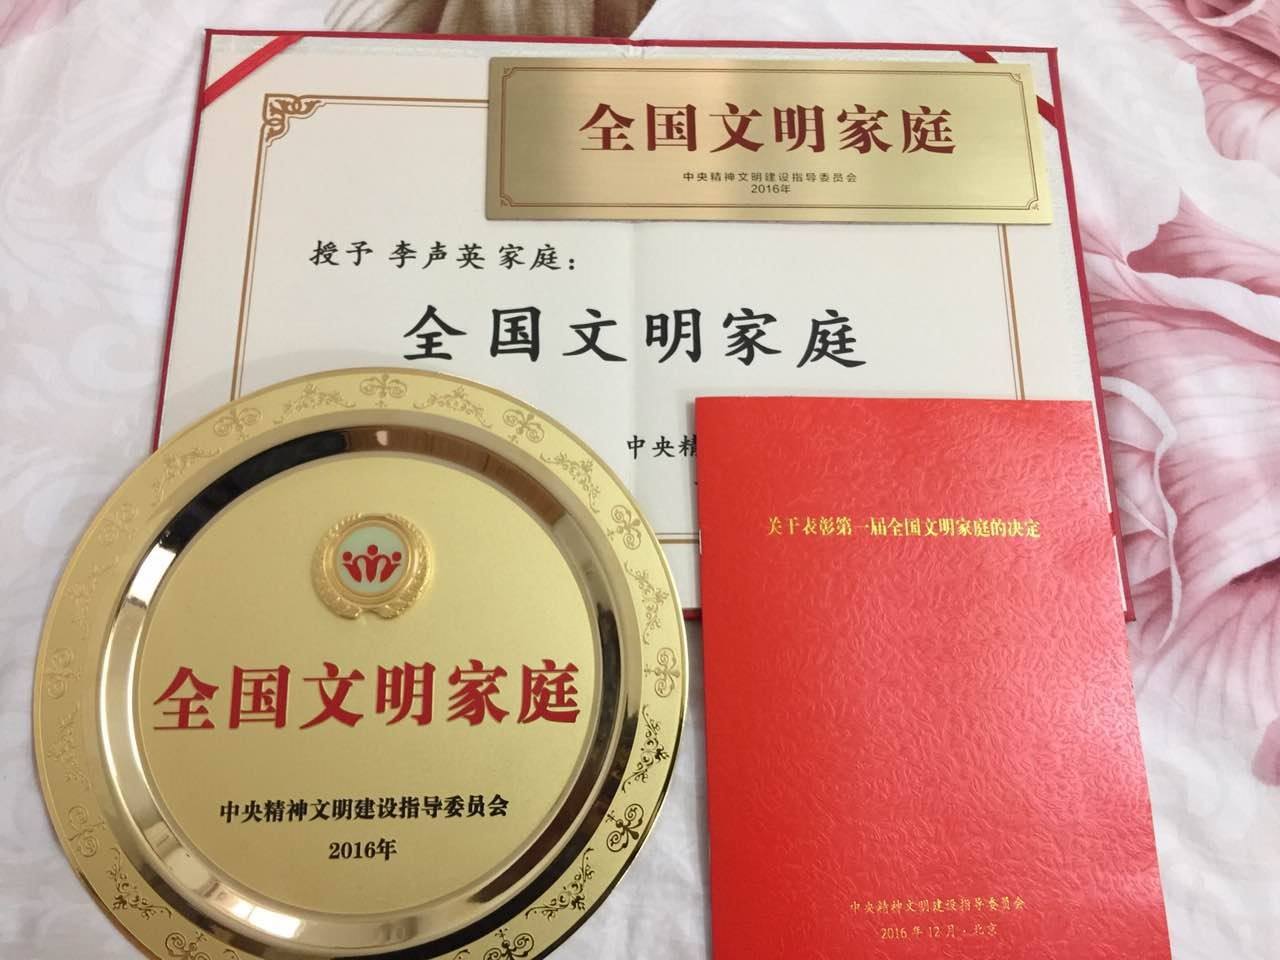 全国文明家庭
中央精神文明建设指导委员会
2016年
授予 李声英 家庭：
全国文明家庭
中央精
全国文明家庭
中央精神文明建设指导委员会
2016年
关于表彰第一届全国文明家庭的决定
中央精神文明建设指导委员会
2016年12月·北京